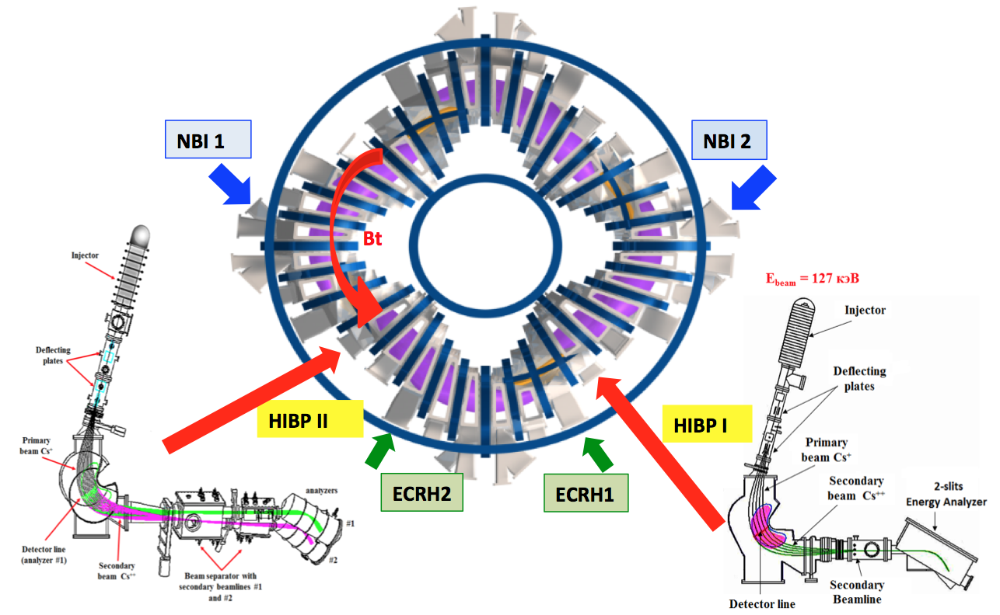 NBI 1
NBI 2
Bt
Injector
Deflecting
plates
Primary
beam Cs⁺
Detector line
(analyzer #1)
Secondary
beam Cs⁺⁺
Beam separator with
secondary beamlines #1
and #2
analyzers
#1
#2
HIBP II
ECRH2
ECRH1
HIBP I
E_beam = 127 кэВ
Injector
Deflecting
plates
Primary
beam Cs⁺
Secondary
beam Cs⁺⁺
2-slits
Energy Analyzer
Secondary
Beamline
Detector line